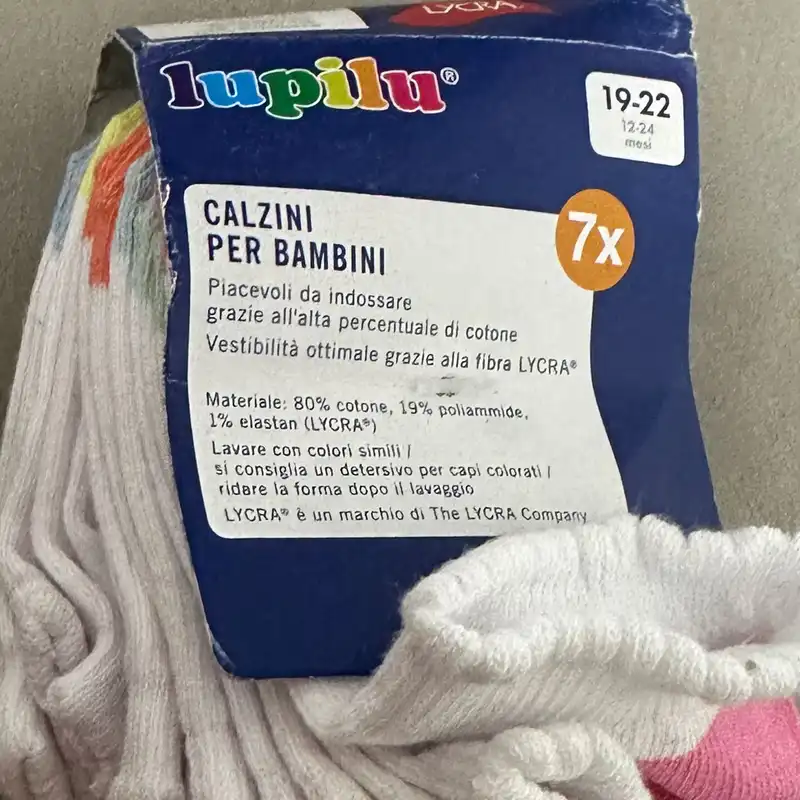 LYCRA
lupilu®
19-22
12-24
mesi
7x
CALZINI
PER BAMBINI
Piacevoli da indossare
grazie all'alta percentuale di cotone
Vestibilità ottimale grazie alla fibra LYCRA®
Materiale: 80% cotone, 19% poliammide,
1% elastan (LYCRA®)
Lavare con colori simili /
si consiglia un detersivo per capi colorati /
ridare la forma dopo il lavaggio
LYCRA® è un marchio di The LYCRA Company